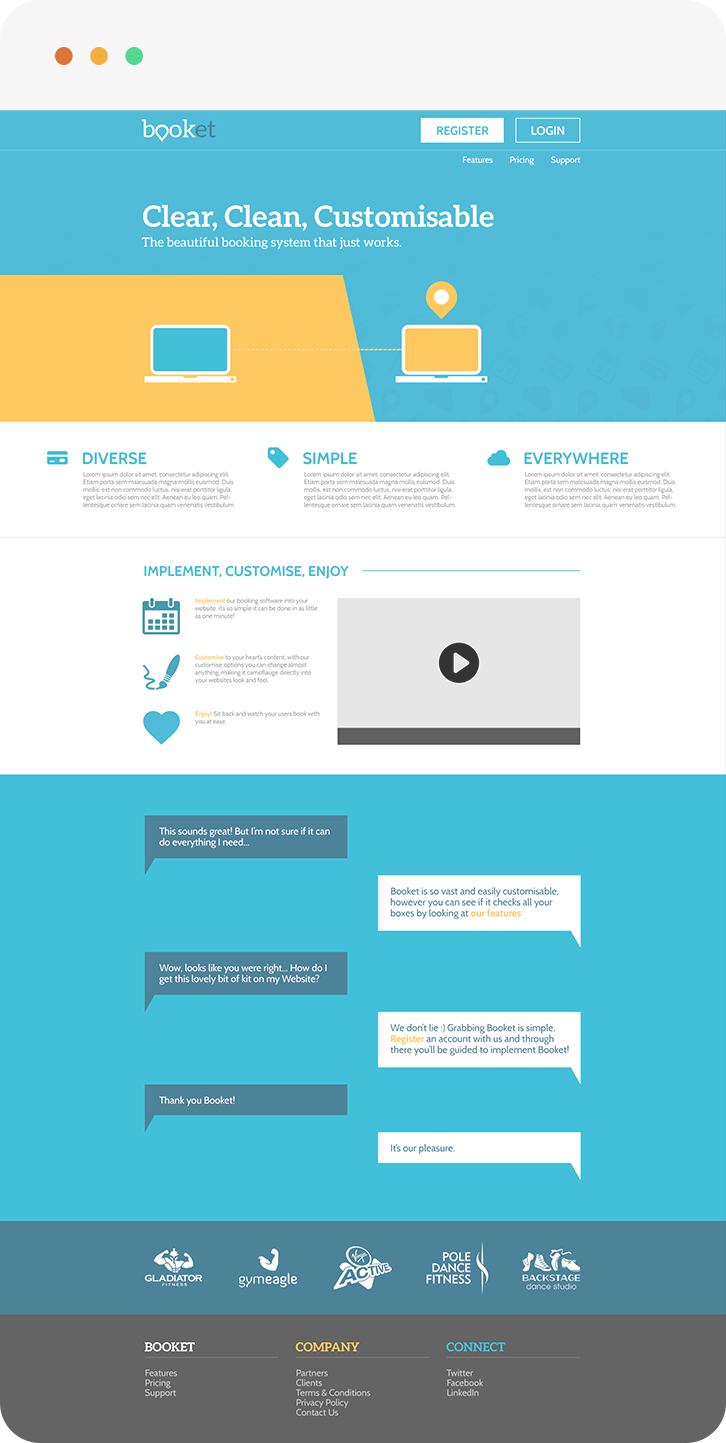 booket
REGISTER
LOGIN
Features
Pricing
Support
Clear, Clean, Customisable
The beautiful booking system that just works.
DIVERSE
Lorem ipsum dolor sit amet, consectetur adipiscing elit.
Etiam porta sem malesuada magna mollis euismod. Duis
mollis, est non commodo luctus, nisi erat porttitor ligula,
eget lacinia odio sem nec elit. Aenean eu leo quam. Pel-
lentesque ornare sem lacinia quam venenatis vestibulum.
SIMPLE
Lorem ipsum dolor sit amet, consectetur adipiscing elit.
Etiam porta sem malesuada magna mollis euismod. Duis
mollis, est non commodo luctus, nisi erat porttitor ligula,
eget lacinia odio sem nec elit. Aenean eu leo quam. Pel-
lentesque ornare sem lacinia quam venenatis vestibulum.
EVERYWHERE
Lorem ipsum dolor sit amet, consectetur adipiscing elit.
Etiam porta sem malesuada magna mollis euismod. Duis
mollis, est non commodo luctus, nisi erat porttitor ligula,
eget lacinia odio sem nec elit. Aenean eu leo quam. Pel-
lentesque ornare sem lacinia quam venenatis vestibulum.
IMPLEMENT, CUSTOMISE, ENJOY
Implement our booking software into your
website, it's so simple it can be done in as little
as one minute!
Customise to your heart's content, with our
customise options you can change almost
anything, making it camoflauge directly into
your websites look and feel.
Enjoy! Sit back and watch your users book with
you at ease.
This sounds great! But I'm not sure if it can
do everything I need...
Booket is so vast and easily customisable,
however you can see if it checks all your
boxes by looking at our features
Wow, looks like you were right... How do I
get this lovely bit of kit on my Website?
We don't lie :) Grabbing Booket is simple,
Register an account with us and through
there you'll be guided to implement Booket!
Thank you Booket!
It's our pleasure.
GLADIATOR
FITNESS
gymeagle
Virgin
ACTIVE
POLE
DANCE
FITNESS
BACKSTAGE
dance studio
BOOKET
Features
Pricing
Support
COMPANY
Partners
Clients
Terms & Conditions
Privacy Policy
Contact Us
CONNECT
Twitter
Facebook
LinkedIn